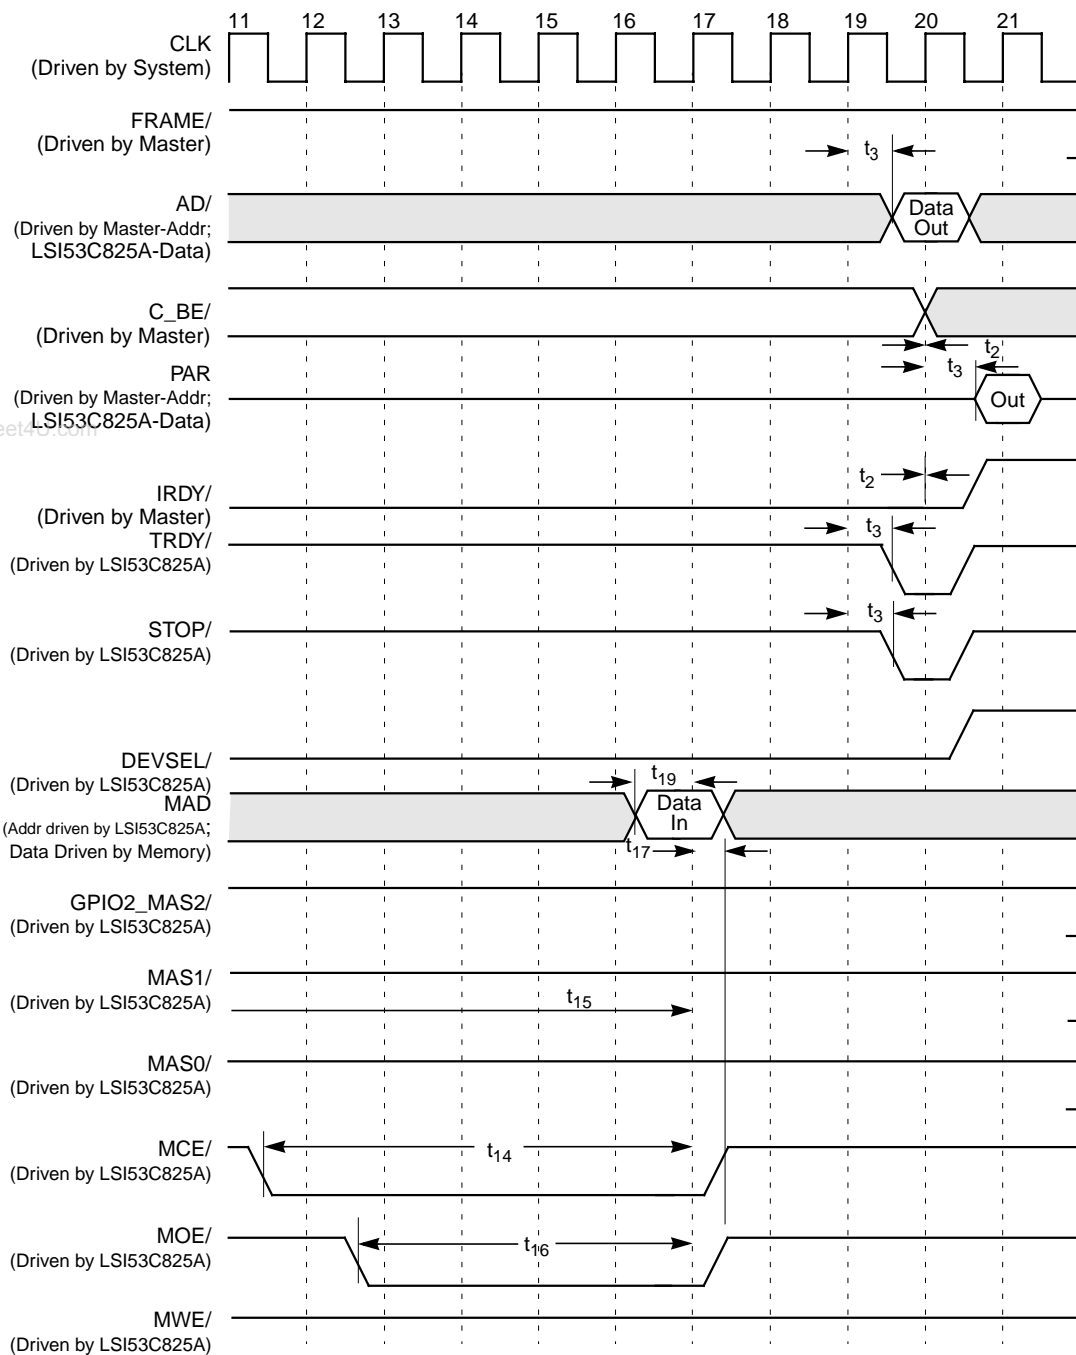 11 12 13 14 15 16 17 18 19 20 21
CLK
(Driven by System)
FRAME/
(Driven by Master)
t3
AD/
(Driven by Master-Addr;
LSI53C825A-Data)
Data
Out
C_BE/
(Driven by Master)
t2
PAR
(Driven by Master-Addr;
LSI53C825A-Data)
t3
Out
eet4U.com
IRDY/
(Driven by Master)
t2
TRDY/
(Driven by LSI53C825A)
t3
STOP/
(Driven by LSI53C825A)
t3
DEVSEL/
(Driven by LSI53C825A)
t19
MAD
(Addr driven by LSI53C825A;
Data Driven by Memory)
Data
In
t17
GPIO2_MAS2/
(Driven by LSI53C825A)
MAS1/
(Driven by LSI53C825A)
t15
MAS0/
(Driven by LSI53C825A)
MCE/
(Driven by LSI53C825A)
t14
MOE/
(Driven by LSI53C825A)
t16
MWE/
(Driven by LSI53C825A)